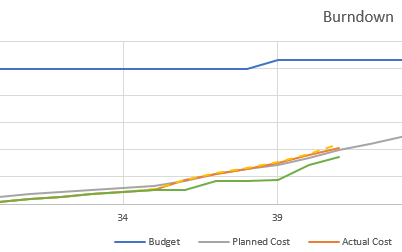 Burndown
34
39
Budget
Planned Cost
Actual Cost